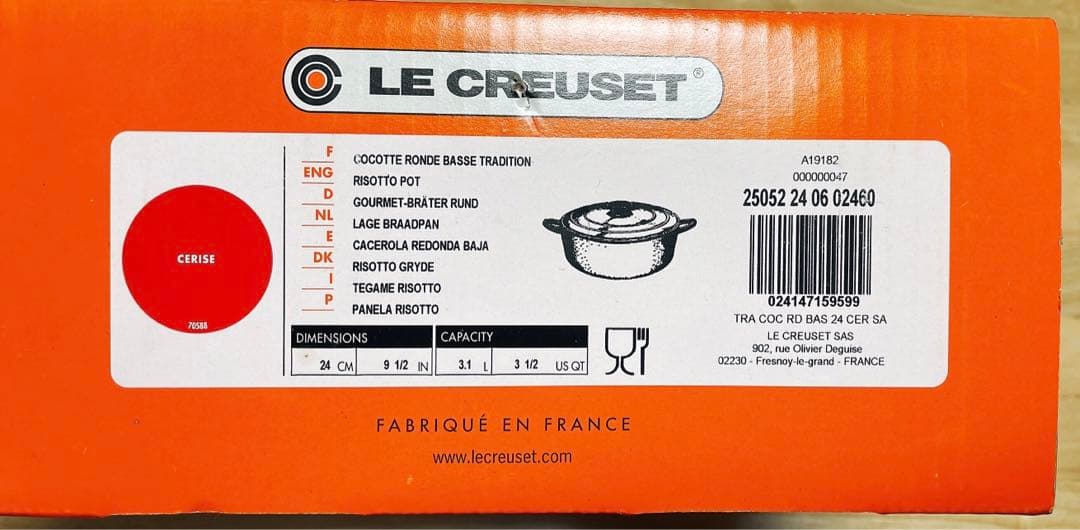 LE CREUSET®
CERISE
70588
F COCOTTE RONDE BASSE TRADITION
ENG RISOTTO POT
D GOURMET-BRÄTER RUND
NL LAGE BRAADPAN
E CACEROLA REDONDA BAJA
DK RISOTTO GRYDE
I TEGAME RISOTTO
P PANELA RISOTTO
DIMENSIONS CAPACITY
24 CM 9 1/2 IN 3.1 L 3 1/2 US QT
A19182
000000047
25052 24 06 02460
024147159599
TRA COC RD BAS 24 CER SA
LE CREUSET SAS
902, rue Olivier Deguise
02230 - Fresnoy-le-grand - FRANCE
FABRIQUÉ EN FRANCE
www.lecreuset.com